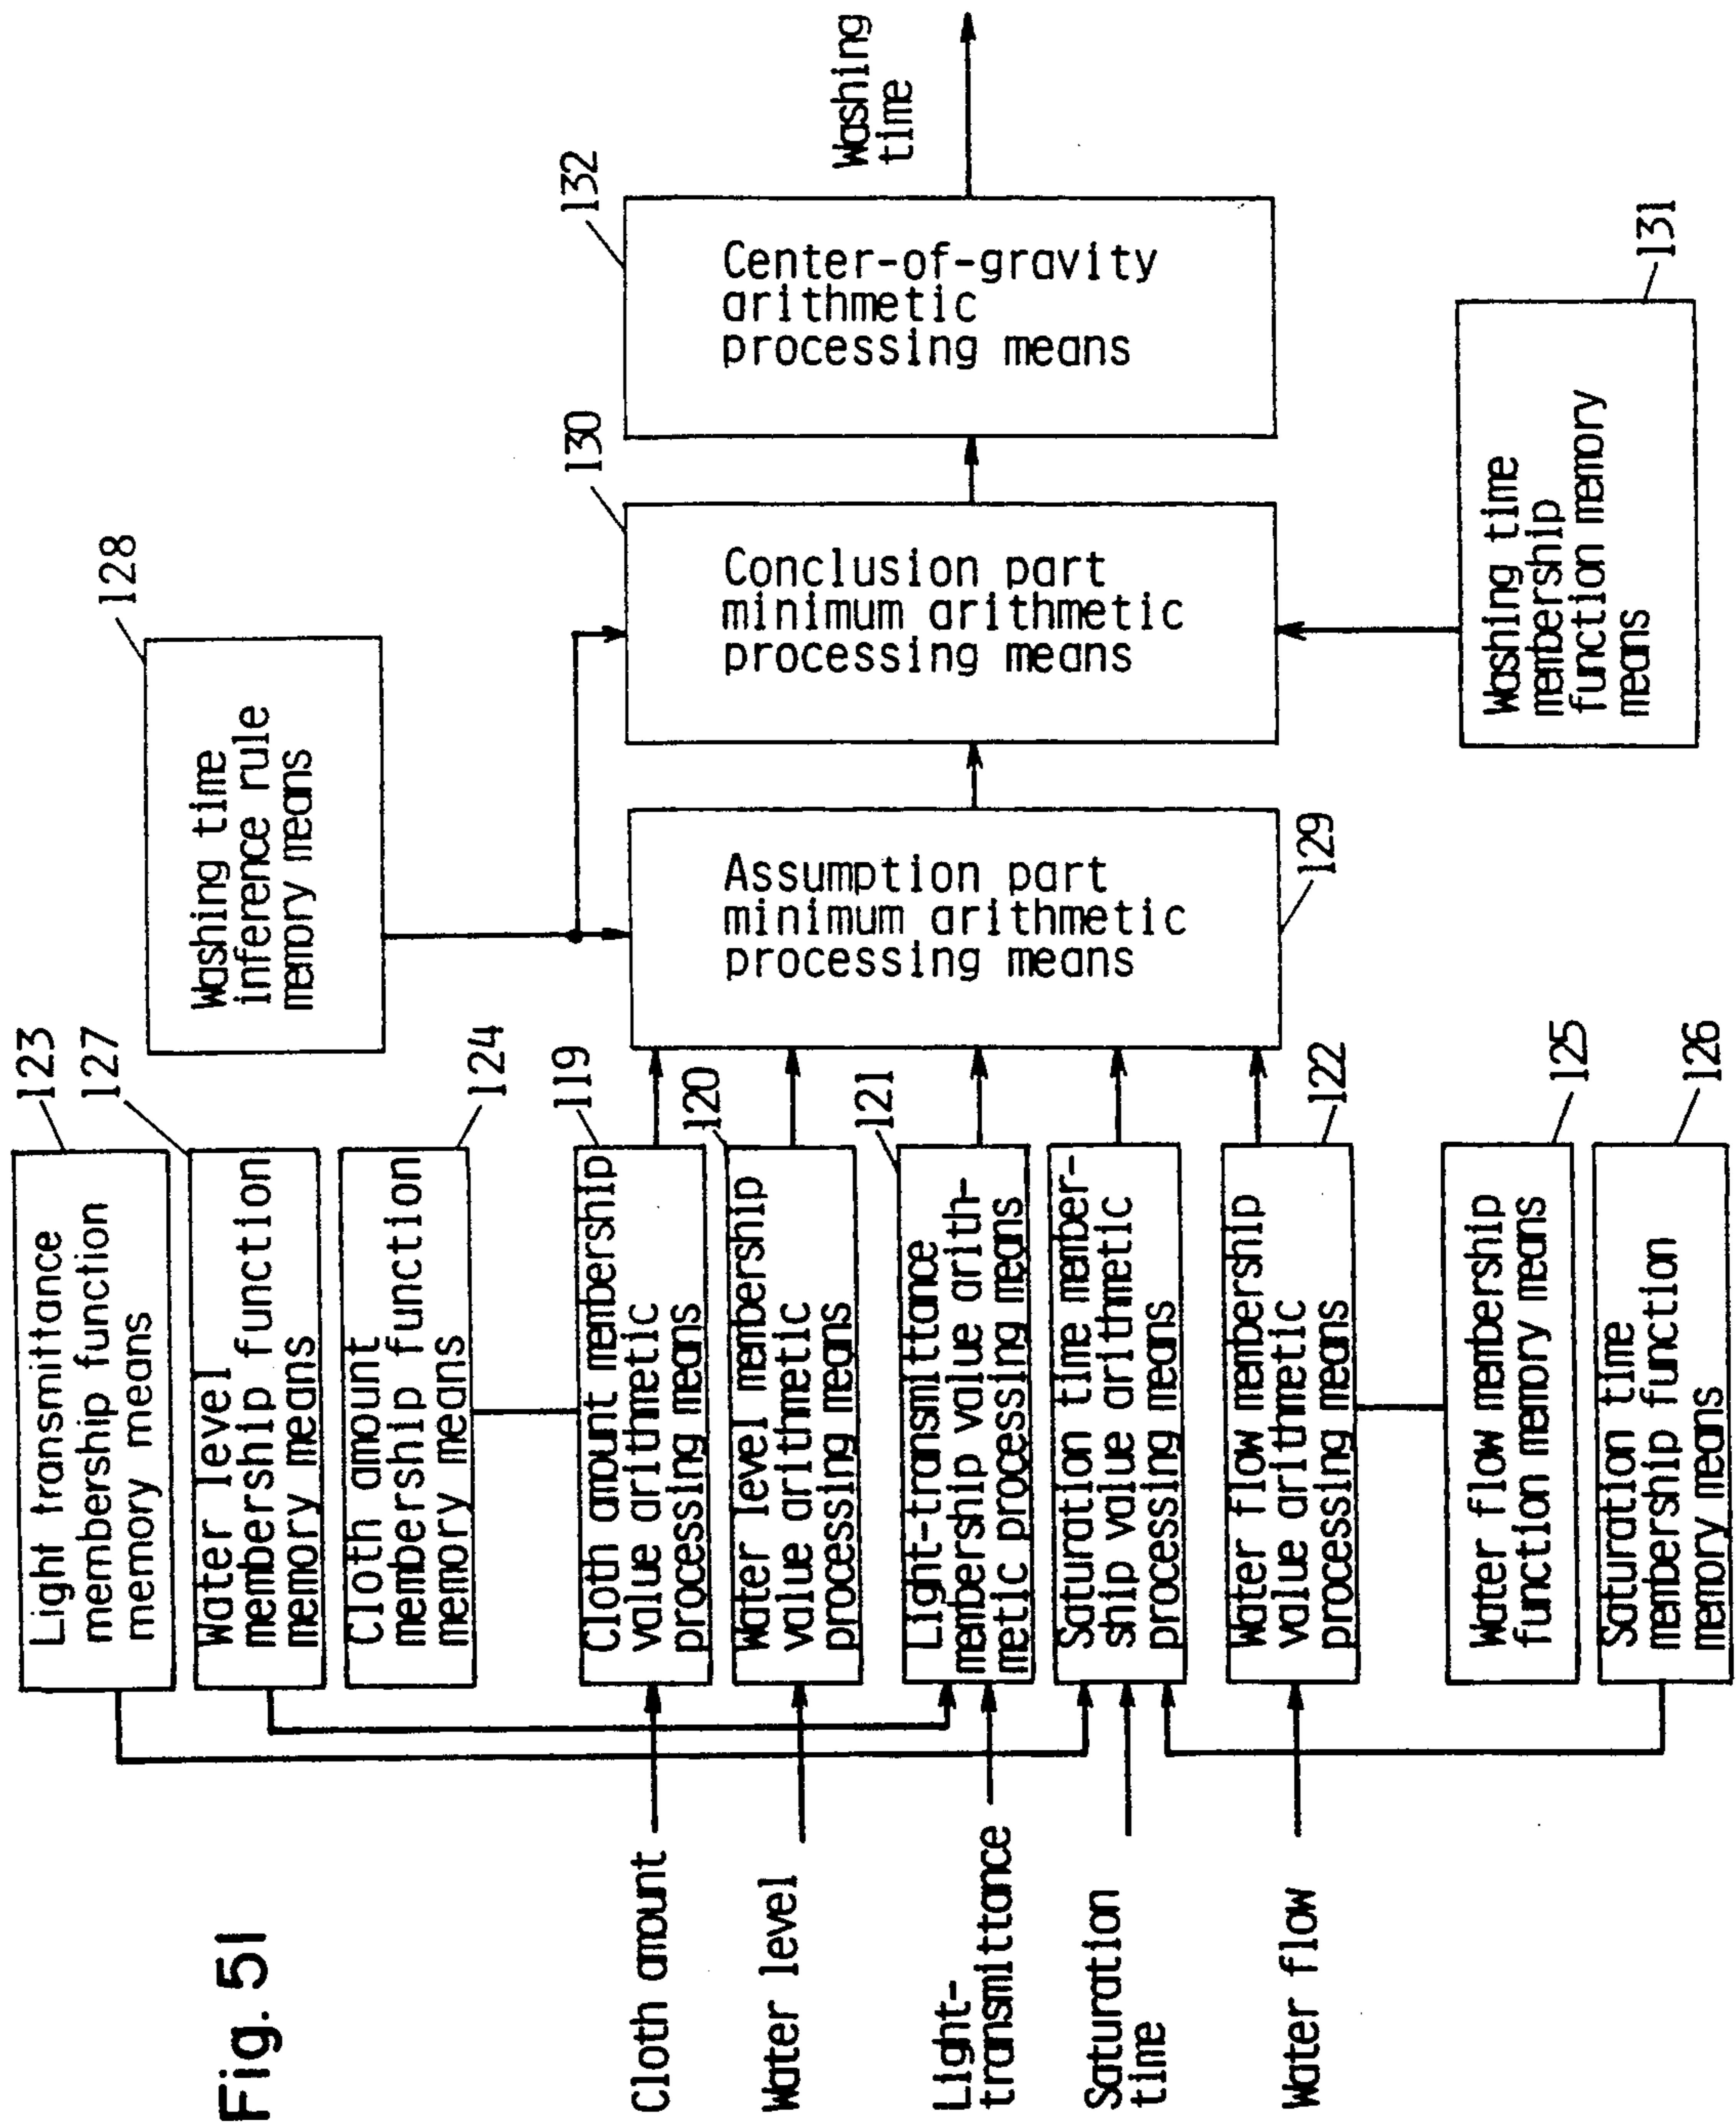 Fig. 51
Light transmittance
membership function
memory means
123
Water level
membership function
memory means
127
Cloth amount
membership function
memory means
124
Washing time
inference rule
memory means
128
Cloth amount
Cloth amount membership
value arithmetic
processing means
119
Water level
Water level membership
value arithmetic
processing means
120
Light-
transmittance
Light-transmittance
membership value arith-
metic processing means
121
Saturation
time
Saturation time member-
ship value arithmetic
processing means
Water flow
Water flow membership
value arithmetic
processing means
122
Water flow membership
function memory means
125
Saturation time
membership function
memory means
126
Assumption part
minimum arithmetic
processing means
129
Conclusion part
minimum arithmetic
processing means
130
Center-of-gravity
arithmetic
processing means
132
Washing
time
Washing time
membership
function memory
means
131